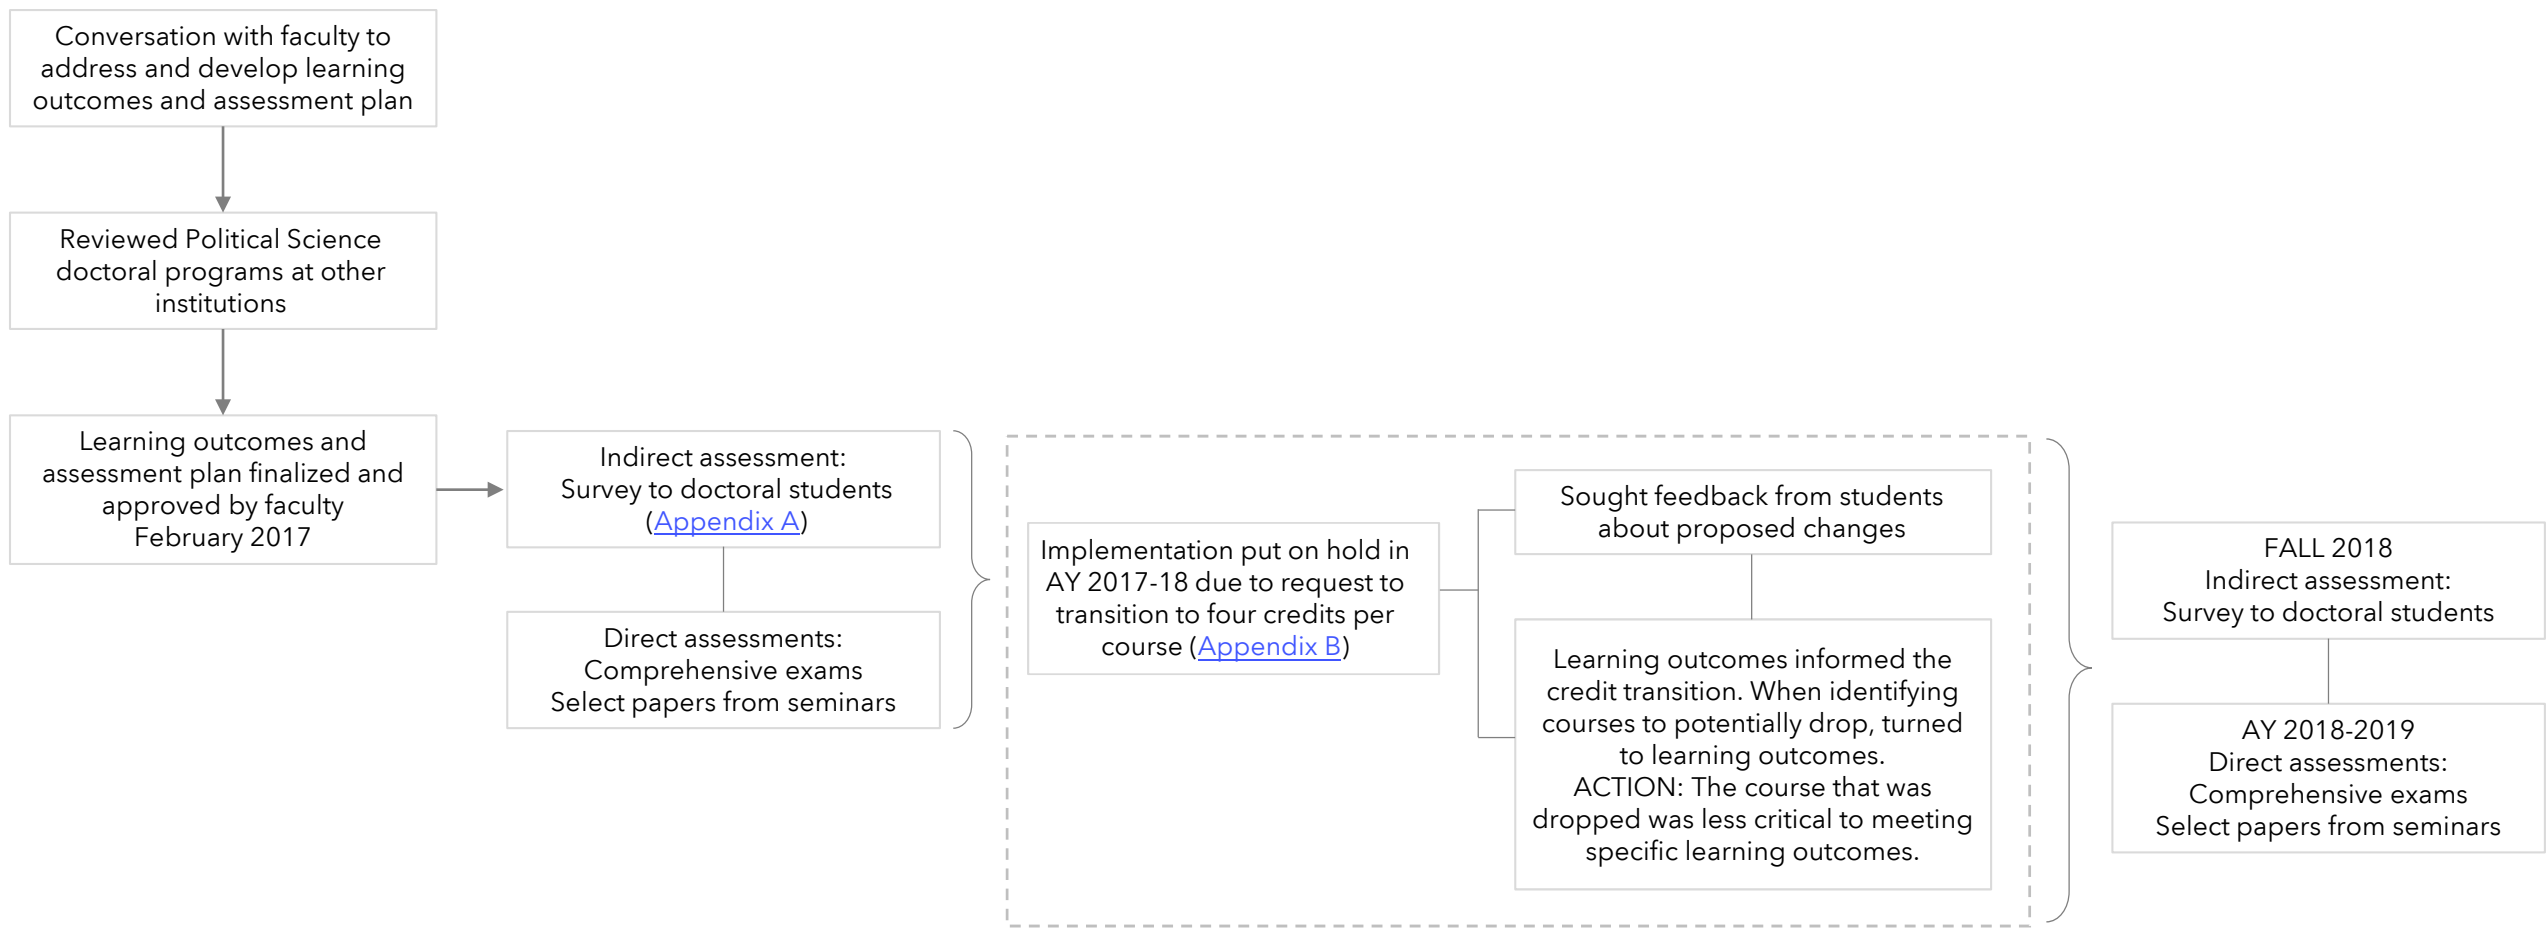 Conversation with faculty to
address and develop learning
outcomes and assessment plan
Reviewed Political Science
doctoral programs at other
institutions
Learning outcomes and
assessment plan finalized and
approved by faculty
February 2017
Indirect assessment:
Survey to doctoral students
(Appendix A)
Direct assessments:
Comprehensive exams
Select papers from seminars
Implementation put on hold in
AY 2017-18 due to request to
transition to four credits per
course (Appendix B)
Sought feedback from students
about proposed changes
Learning outcomes informed the
credit transition. When identifying
courses to potentially drop, turned
to learning outcomes.
ACTION: The course that was
dropped was less critical to meeting
specific learning outcomes.
FALL 2018
Indirect assessment:
Survey to doctoral students
AY 2018-2019
Direct assessments:
Comprehensive exams
Select papers from seminars